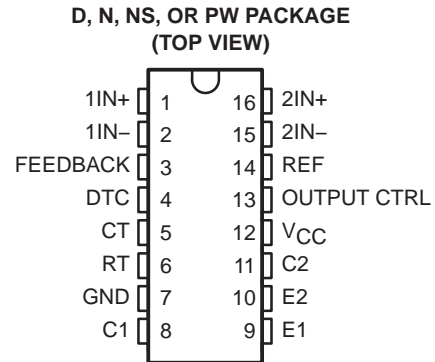 D, N, NS, OR PW PACKAGE
(TOP VIEW)
1IN+ 1 16 2IN+
1IN− 2 15 2IN−
FEEDBACK 3 14 REF
DTC 4 13 OUTPUT CTRL
CT 5 12 VCC
RT 6 11 C2
GND 7 10 E2
C1 8 9 E1